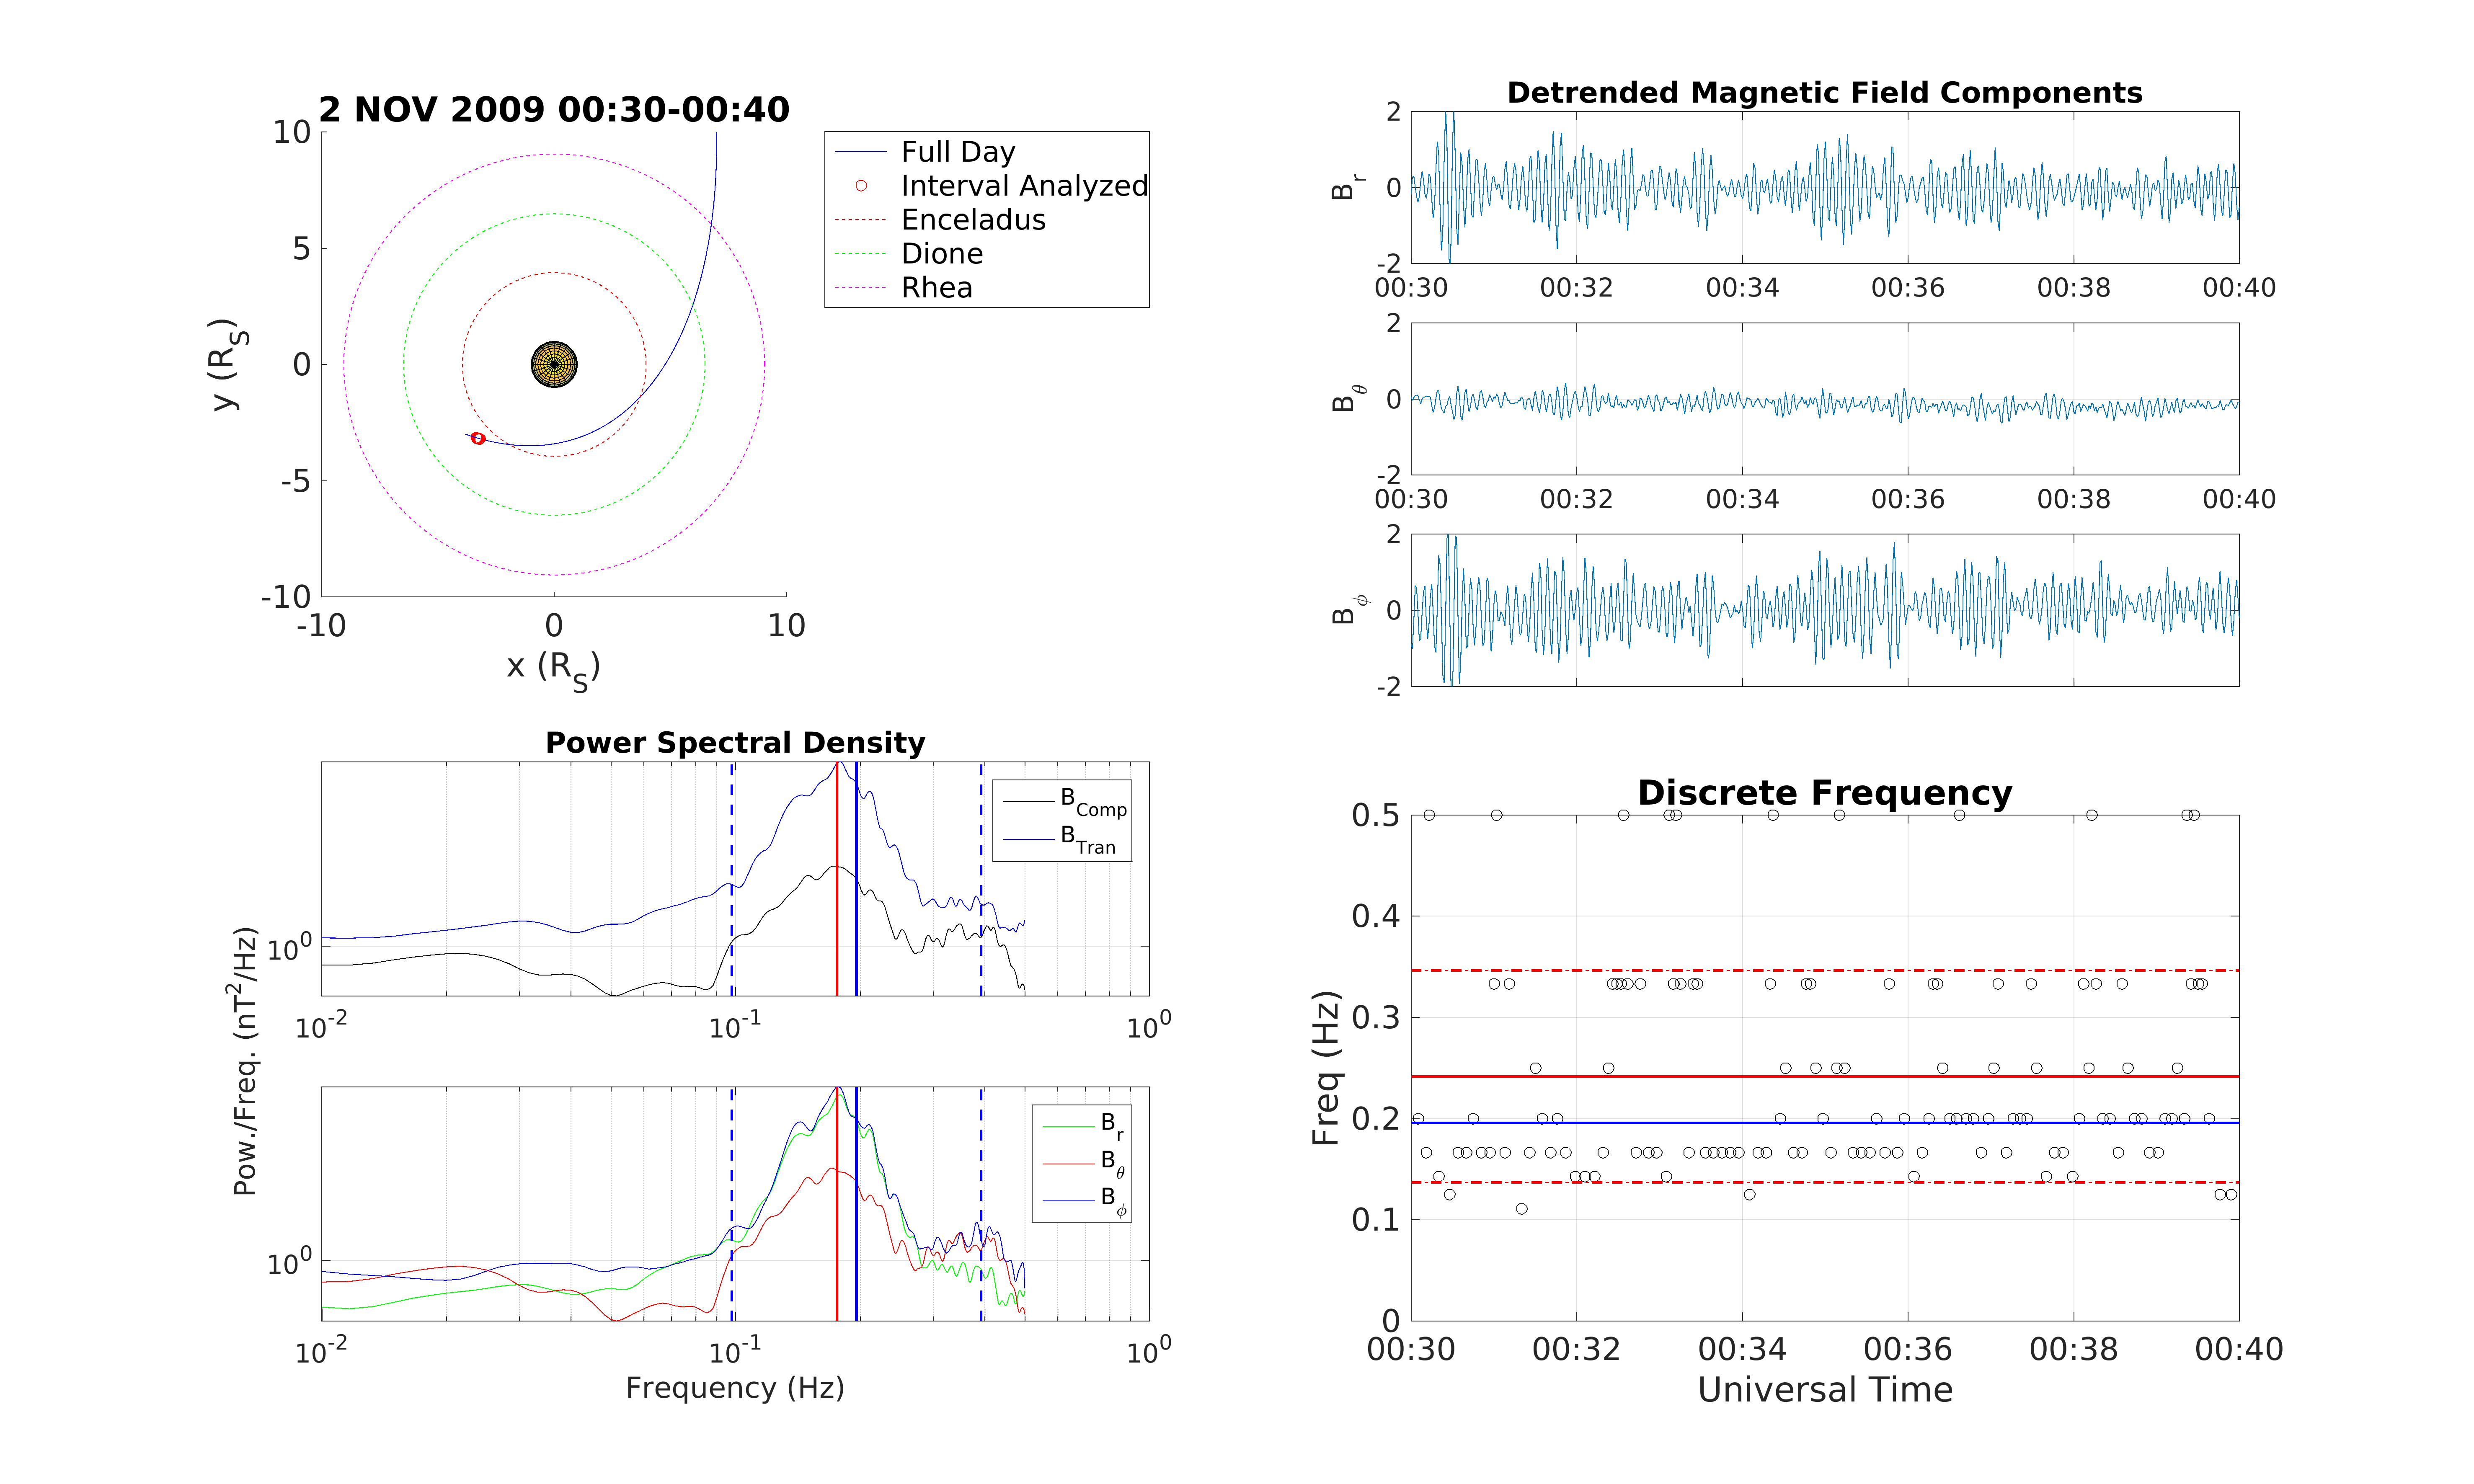 2 NOV 2009 00:30-00:40
10
5
0
-5
-10
-10 0 10
y (R_S)
x (R_S)
Full Day
Interval Analyzed
Enceladus
Dione
Rhea
Detrended Magnetic Field Components
2
0
-2
B_r
00:30 00:32 00:34 00:36 00:38 00:40
2
0
-2
B_θ
00:30 00:32 00:34 00:36 00:38 00:40
2
0
-2
B_ϕ
Power Spectral Density
B_Comp
B_Tran
10^0
10^-2 10^-1 10^0
Pow./Freq. (nT^2/Hz)
B_r
B_θ
B_ϕ
10^0
10^-2 10^-1 10^0
Frequency (Hz)
Discrete Frequency
0.5
0.4
0.3
0.2
0.1
0
Freq (Hz)
00:30 00:32 00:34 00:36 00:38 00:40
Universal Time